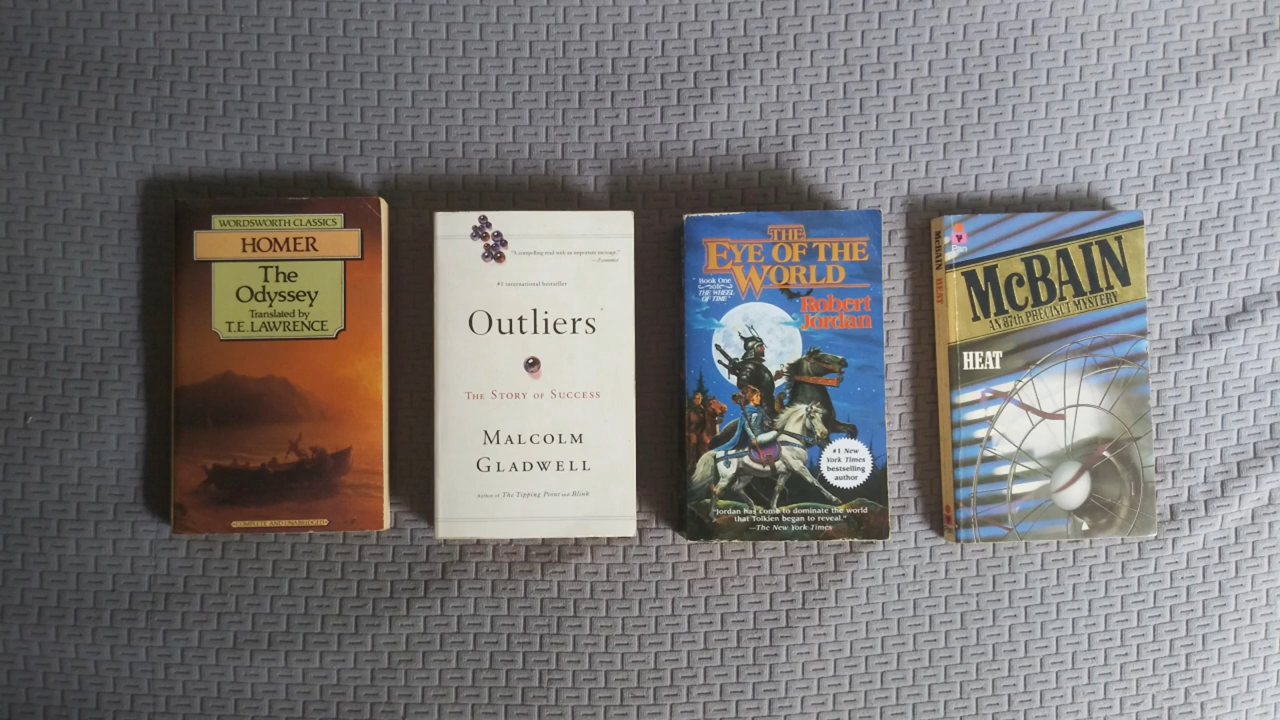 WORDSWORTH CLASSICS
HOMER
The
Odyssey
Translated by
T.E. LAWRENCE
COMPLETE AND UNABRIDGED
"A compelling read with an important message."
—Economist
#1 international bestseller
Outliers
THE STORY OF SUCCESS
MALCOLM
GLADWELL
Author of The Tipping Point and Blink
THE
EYE OF THE
WORLD
Book One
of
THE WHEEL
OF TIME
Robert
Jordan
#1 New
York Times
bestselling
author
"Jordan has come to dominate the world
that Tolkien began to reveal."
—The New York Times
McBAIN HEAT
Pan
McBAIN
AN 87th PRECINCT MYSTERY
HEAT